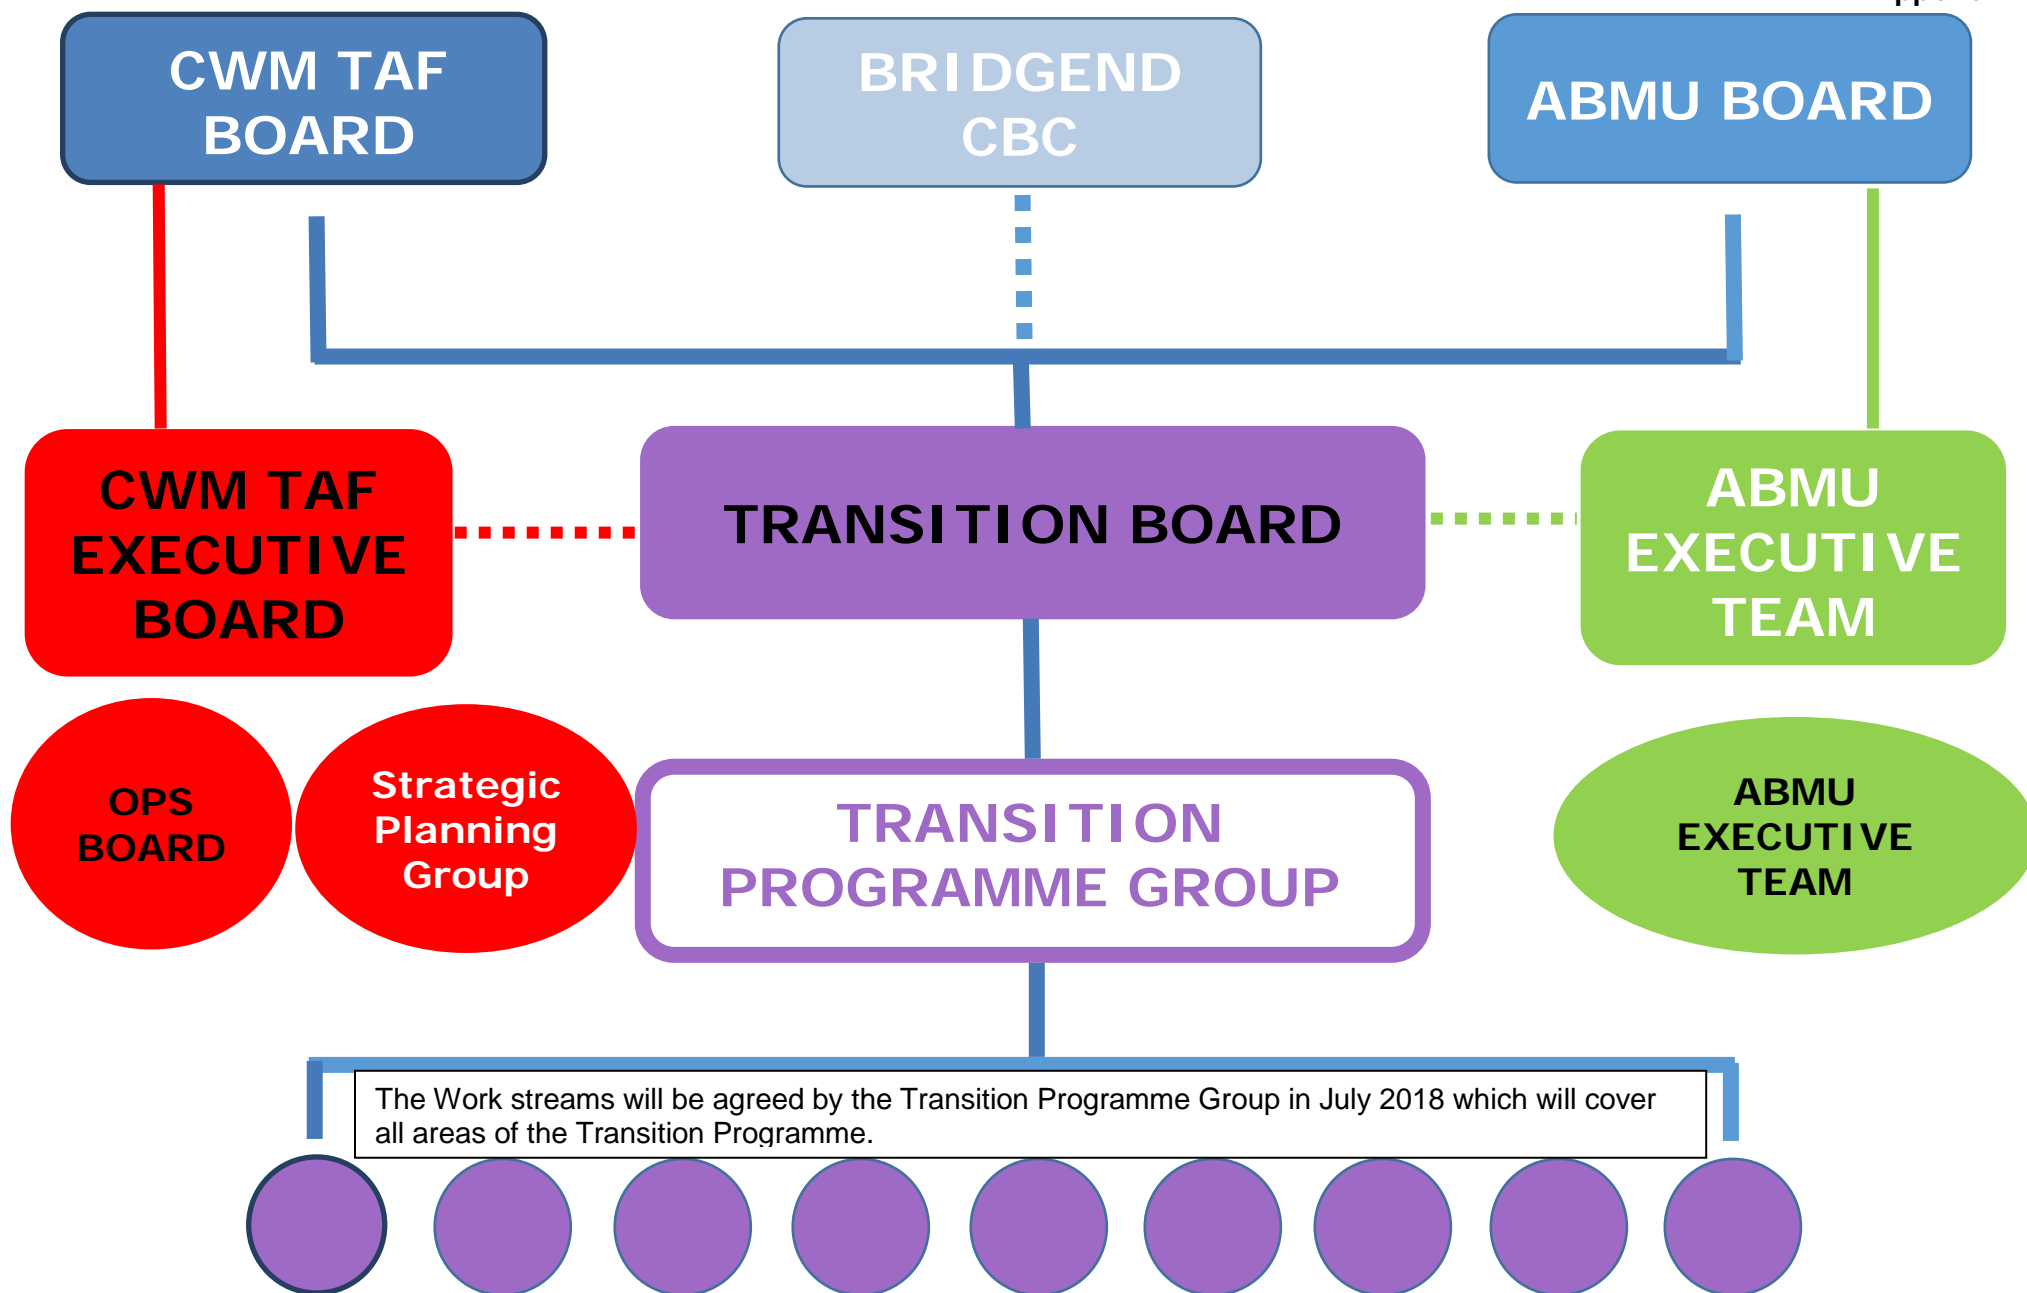 CWM TAF
BOARD
BRIDGEND
CBC
ABMU BOARD
CWM TAF
EXECUTIVE
BOARD
TRANSITION BOARD
ABMU
EXECUTIVE
TEAM
OPS
BOARD
Strategic
Planning
Group
TRANSITION
PROGRAMME GROUP
ABMU
EXECUTIVE
TEAM
The Work streams will be agreed by the Transition Programme Group in July 2018 which will cover
all areas of the Transition Programme.